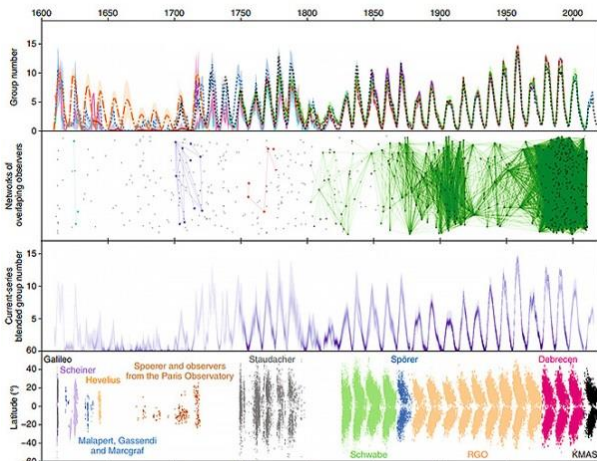 1600 1650 1700 1750 1800 1850 1900 1950 2000
Group number
15
10
5
0
Networks of
overlaping observers
Current-series
blended group number
15
10
5
60
Latitude (°)
40
20
0
−20
−40
60
Galileo
Scheiner
Hevelius
Malapert, Gassendi
and Marcgraf
Spoerer and observers
from the Paris Observatory
Staudacher
Schwabe
Spörer
RGO
Debrecen
KMAS